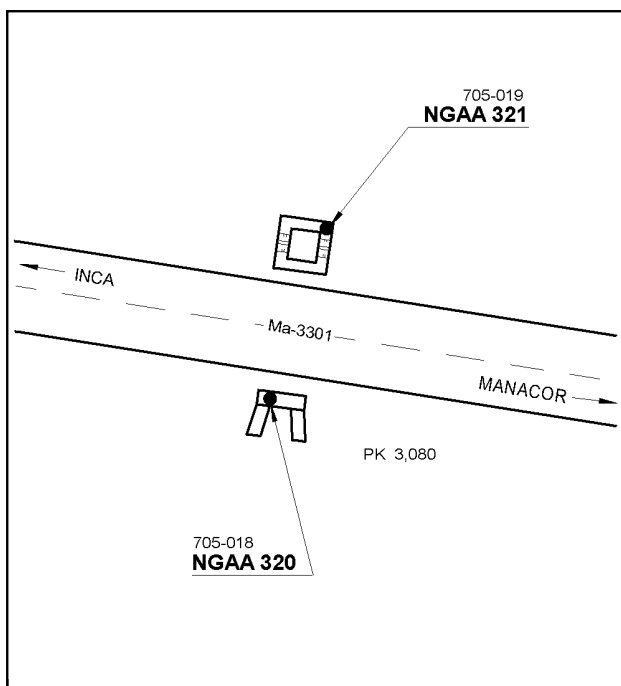 705-019
NGAA 321
INCA
Ma-3301
MANACOR
PK 3,080
705-018
NGAA 320